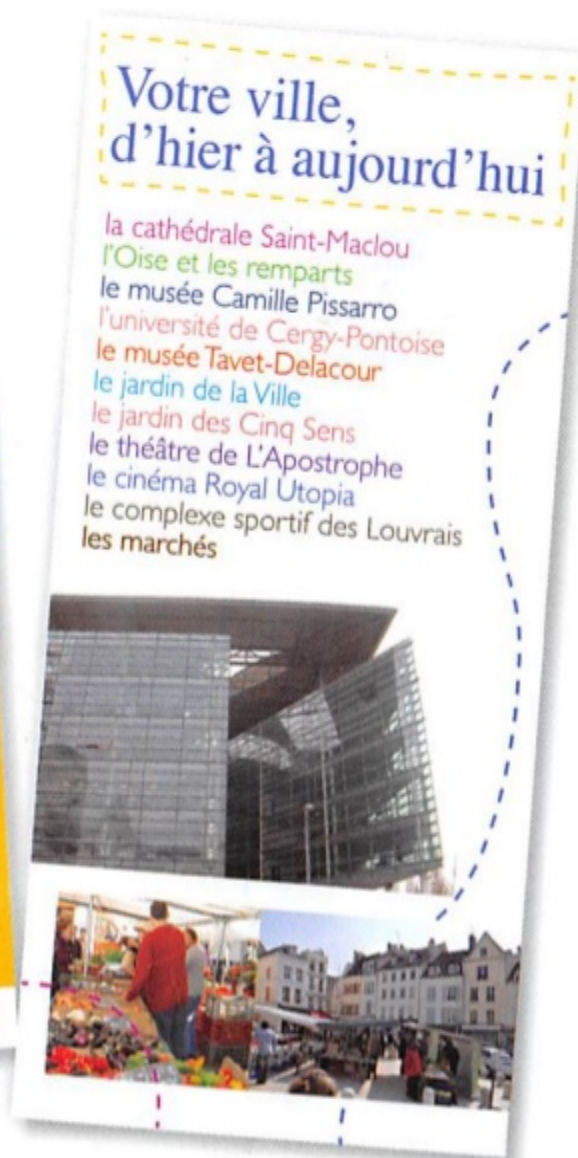 Votre ville,
d'hier à aujourd'hui
la cathédrale Saint-Maclou
l'Oise et les remparts
le musée Camille Pissarro
l'université de Cergy-Pontoise
le musée Tavet-Delacour
le jardin de la Ville
le jardin des Cinq Sens
le théâtre de L'Apostrophe
le cinéma Royal Utopia
le complexe sportif des Louvrais
les marchés